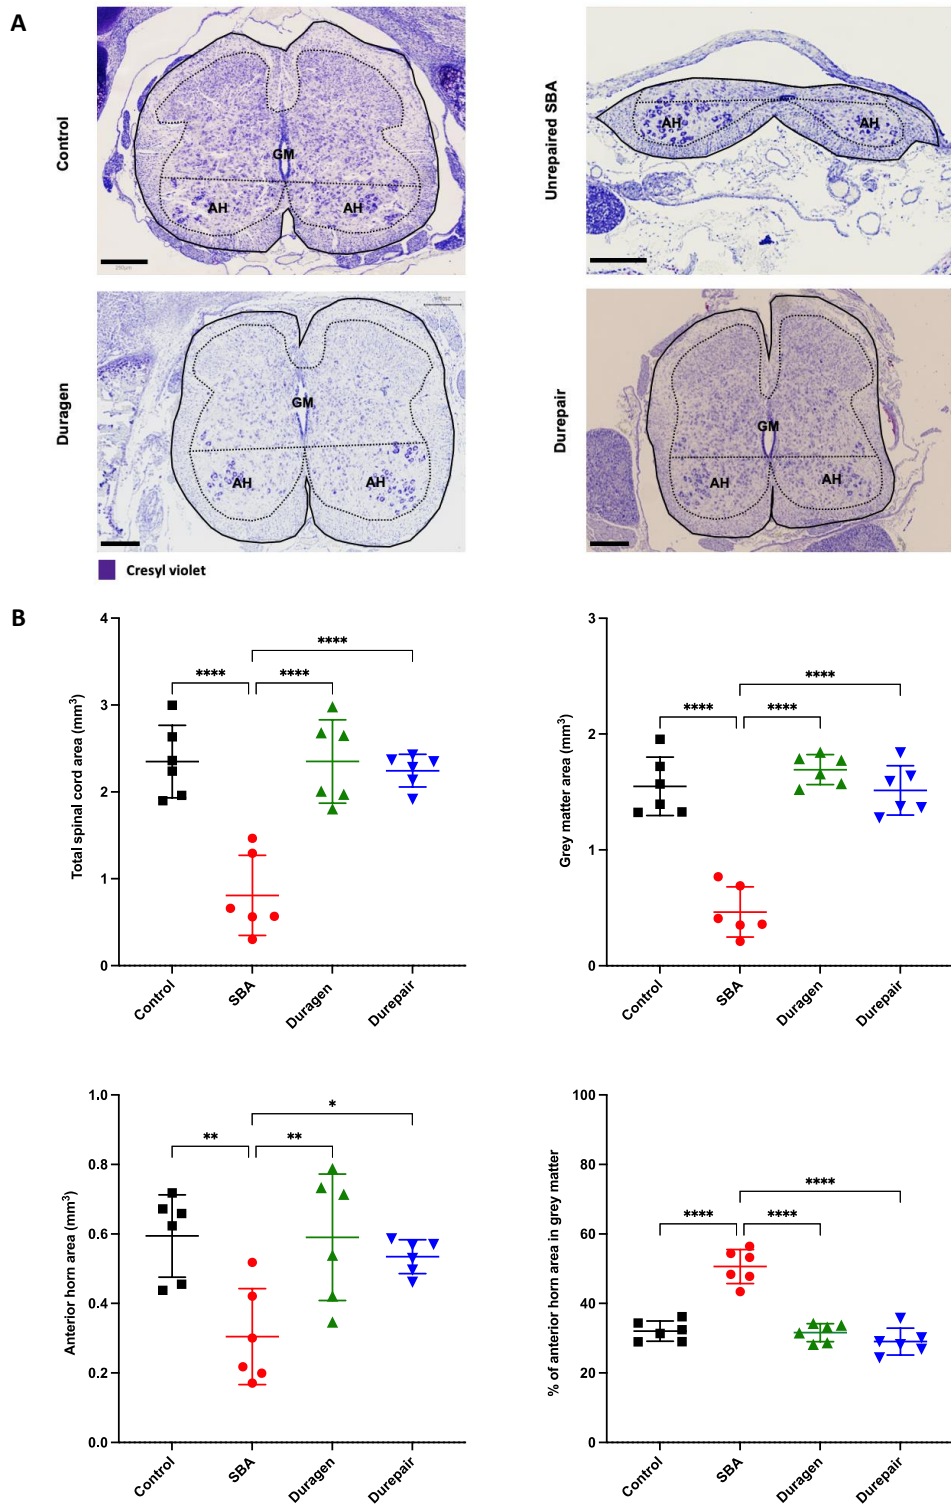 A
Control
GM
AH
AH
Unrepaired SBA
AH
AH
Duragen
GM
AH
AH
Durepair
GM
AH
AH
Cresyl violet
B
Total spinal cord area (mm³)
4
3
2
1
0
****
****
****
Control
SBA
Duragen
Durepair
Grey matter area (mm³)
3
2
1
0
****
****
****
Control
SBA
Duragen
Durepair
Anterior horn area (mm³)
1.0
0.8
0.6
0.4
0.2
0.0
*
**
**
Control
SBA
Duragen
Durepair
% of anterior horn area in grey matter
100
80
60
40
20
0
****
****
****
Control
SBA
Duragen
Durepair